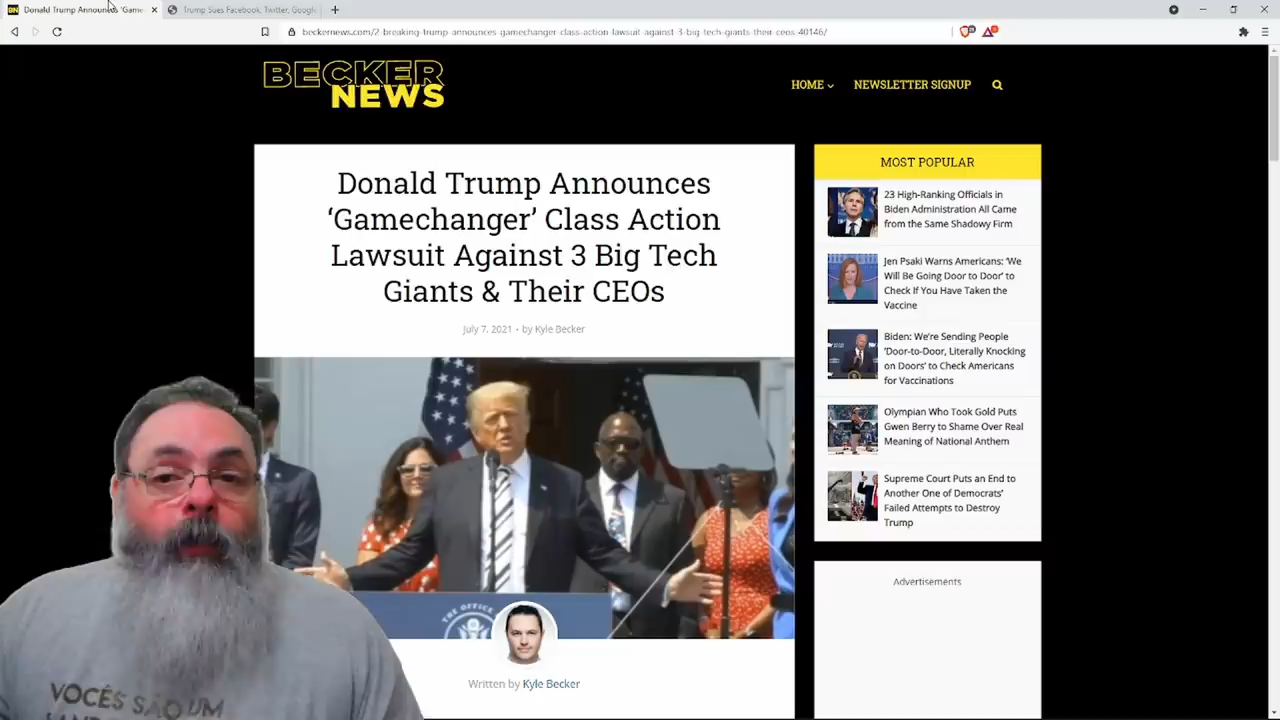 Donald Trump Announces 'Game
Trump Sues Facebook, Twitter, Googl
beckernews.com/2-breaking-trump-announces-gamechanger-class-action-lawsuit-against-3-big-tech-giants-their-ceos-40146/
BECKER
NEWS
HOME
NEWSLETTER SIGNUP
Donald Trump Announces
‘Gamechanger’ Class Action
Lawsuit Against 3 Big Tech
Giants & Their CEOs
July 7, 2021 • by Kyle Becker
THE OFFICE
Written by Kyle Becker
MOST POPULAR
23 High-Ranking Officials in
Biden Administration All Came
from the Same Shadowy Firm
Jen Psaki Warns Americans: ‘We
Will Be Going Door to Door’ to
Check If You Have Taken the
Vaccine
Biden: We’re Sending People
‘Door-to-Door, Literally Knocking
on Doors’ to Check Americans
for Vaccinations
Olympian Who Took Gold Puts
Gwen Berry to Shame Over Real
Meaning of National Anthem
Supreme Court Puts an End to
Another One of Democrats’
Failed Attempts to Destroy
Trump
Advertisements
VOCÊS SÃO UM